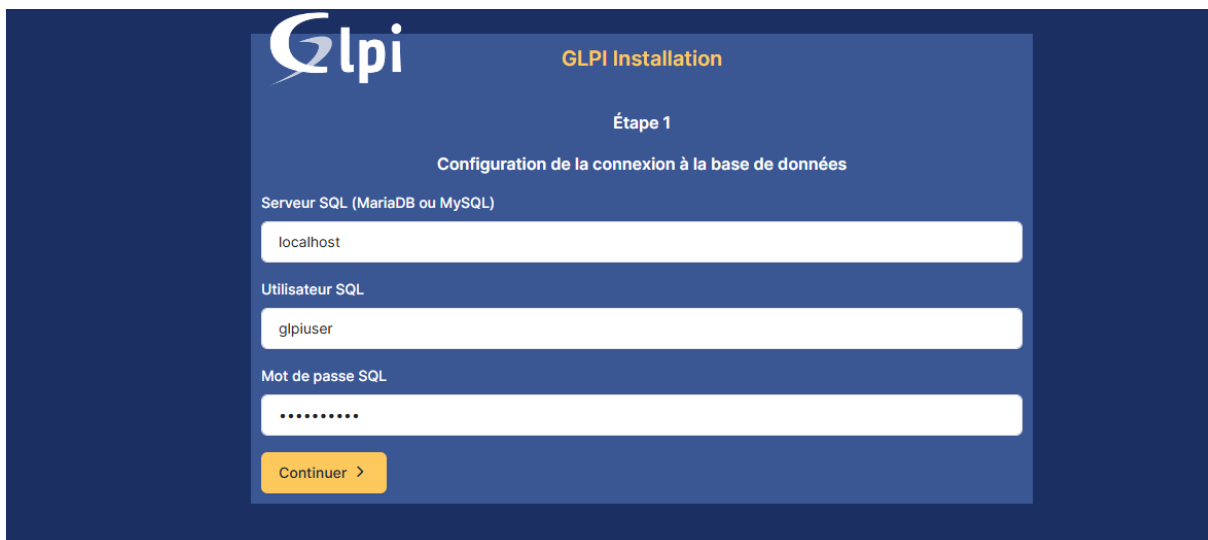 Glpi
GLPI Installation
Étape 1
Configuration de la connexion à la base de données
Serveur SQL (MariaDB ou MySQL)
localhost
Utilisateur SQL
glpiuser
Mot de passe SQL
••••••••••
Continuer >